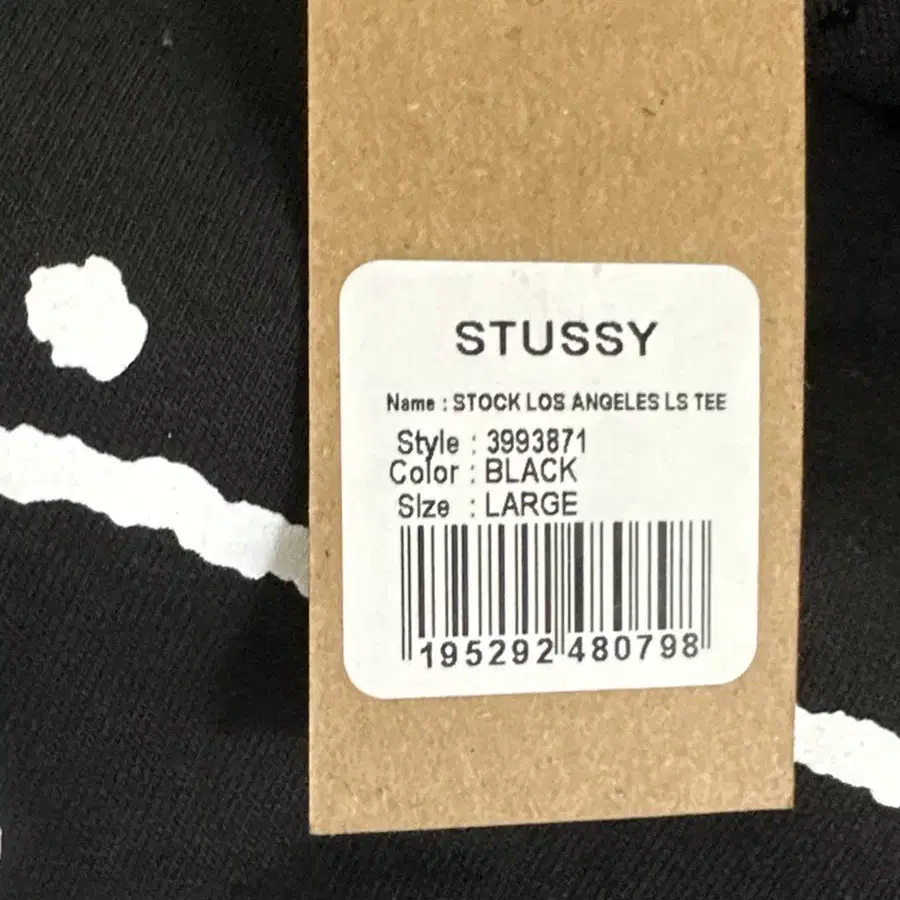 STUSSY
Name : STOCK LOS ANGELES LS TEE
Style : 3993871
Color : BLACK
Size : LARGE
195292 480798